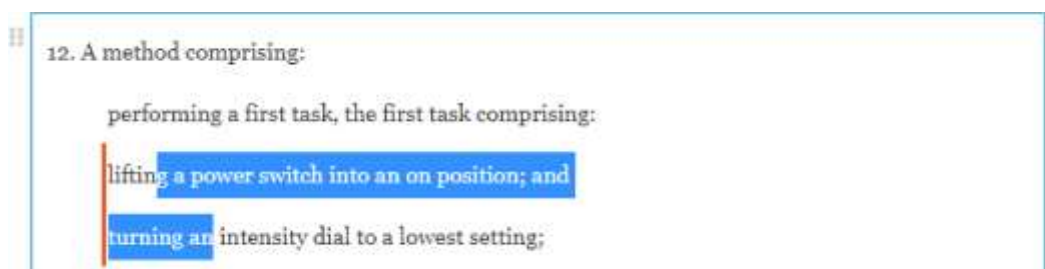 12. A method comprising:
performing a first task, the first task comprising:
lifting a power switch into an on position; and
turning an intensity dial to a lowest setting;